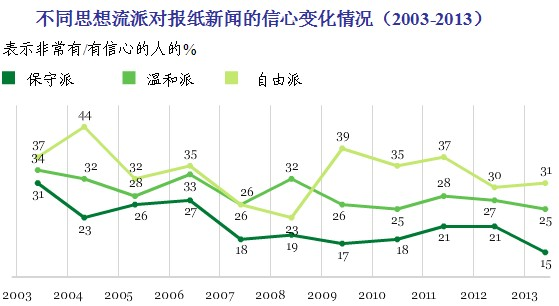 不同思想流派对报纸新闻的信心变化情况（2003-2013）
表示非常有/有信心的人的%
保守派 温和派 自由派
37 44 32 35 26 23 39 35 37 30 31
34 32 28 33 26 32 26 25 28 27 25
31 23 26 27 18 19 17 18 21 21 15
2003 2004 2005 2006 2007 2008 2009 2010 2011 2012 2013